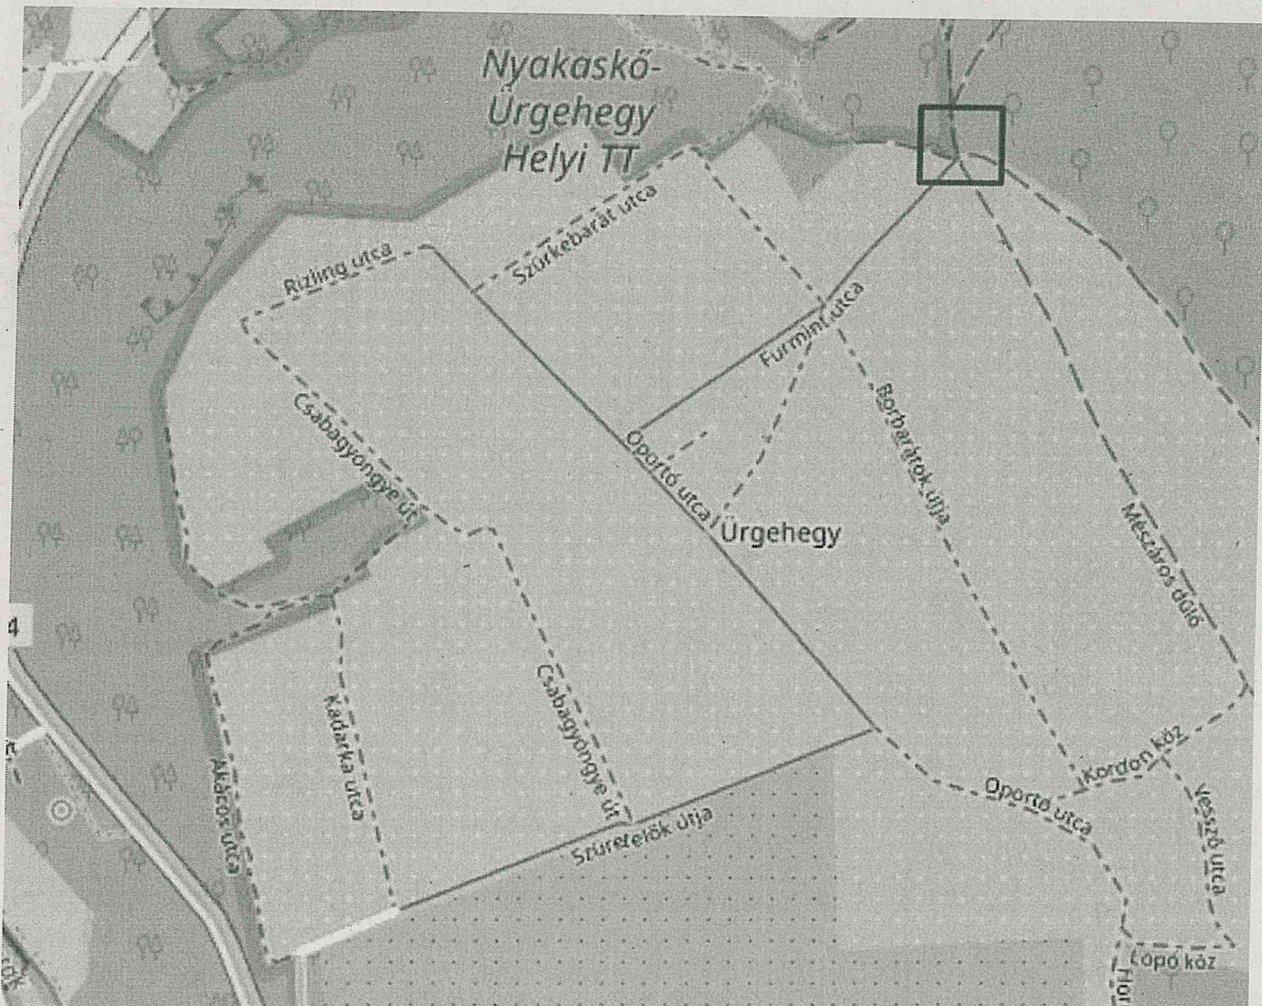 Nyakaskő-
Ürgehegy
Helyi TT
Szürkebarát utca
Rizling utca
Furmint utca
Csabagyöngye út
Oportó utca
Borbarátok útja
Ürgehegy
Mészáros dűlő
4
Csabagyöngye út
Kadarka utca
Akácos utca
Kordon köz
Oportó utca
Vessző utca
Szüretelők útja
Lopó köz